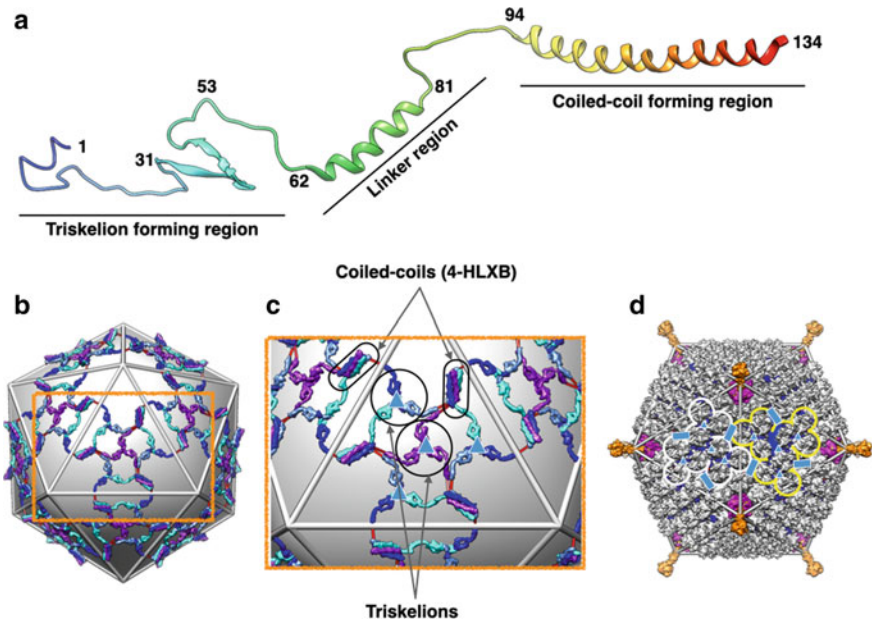 a
94
134
53
81
Coiled-coil forming region
1
31
Linker region
62
Triskelion forming region
Coiled-coils (4-HLXB)
b
c
d
Triskelions